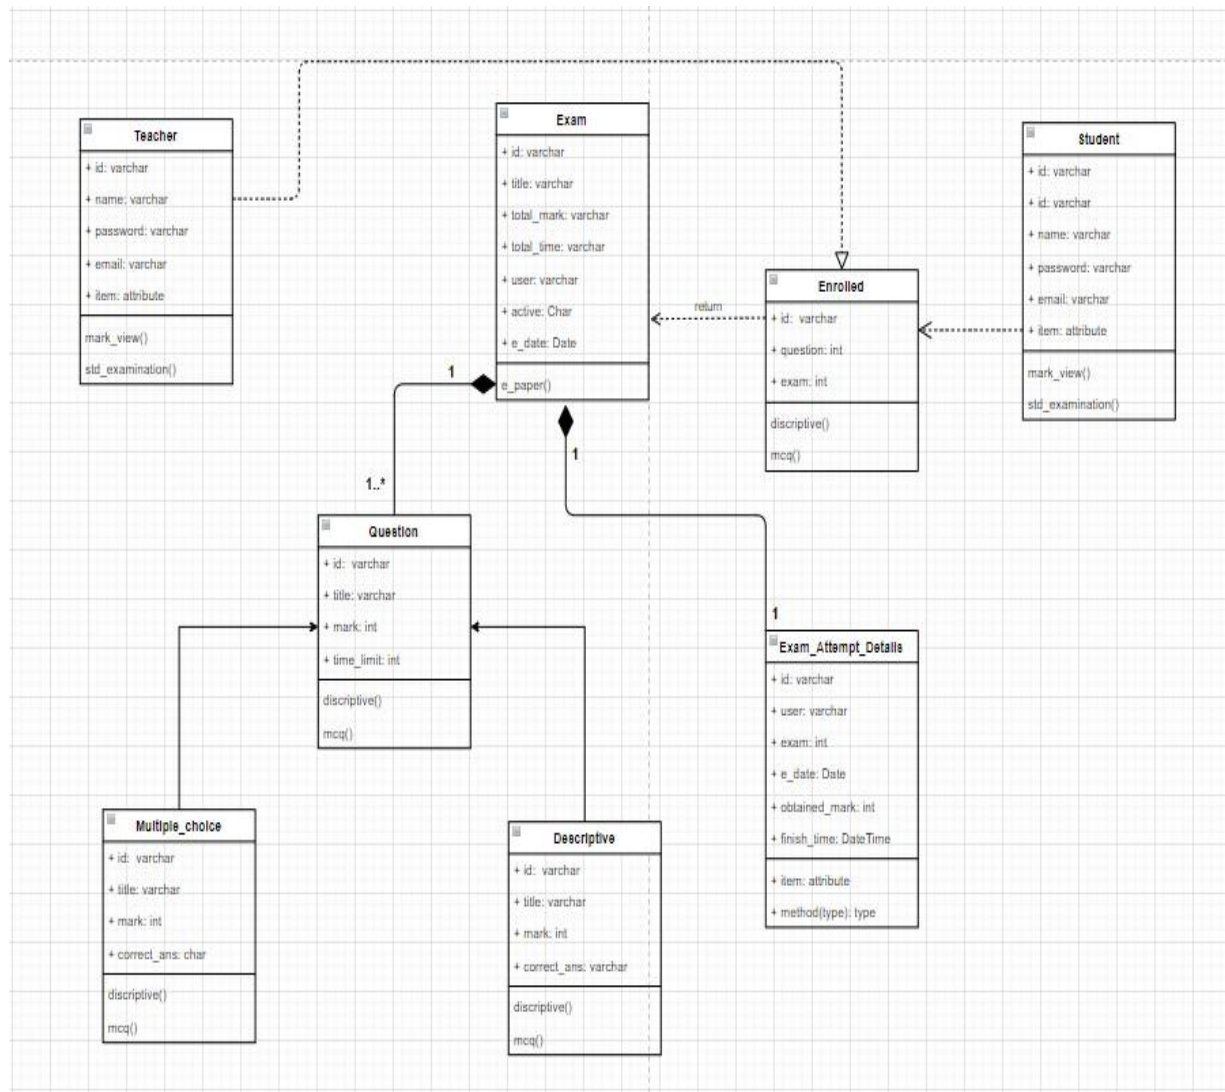 Teacher
+ id: varchar
+ name: varchar
+ password: varchar
+ email: varchar
+ item: attribute
mark_view()
std_examination()
Exam
+ id: varchar
+ title: varchar
+ total_mark: varchar
+ total_time: varchar
+ user: varchar
+ active: Char
+ e_date: Date
e_paper()
Student
+ id: varchar
+ id: varchar
+ name: varchar
+ password: varchar
+ email: varchar
+ item: attribute
mark_view()
std_examination()
return
Enrolled
+ id: varchar
+ question: int
+ exam: int
discriptive()
mcq()
1
1..*
1
1
Question
+ id: varchar
+ title: varchar
+ mark: int
+ time_limit: int
discriptive()
mcq()
Exam_Attempt_Details
+ id: varchar
+ user: varchar
+ exam: int
+ e_date: Date
+ obtained_mark: int
+ finish_time: DateTime
+ item: attribute
+ method(type): type
Multiple_choice
+ id: varchar
+ title: varchar
+ mark: int
+ correct_ans: char
discriptive()
mcq()
Descriptive
+ id: varchar
+ title: varchar
+ mark: int
+ correct_ans: varchar
discriptive()
mcq()